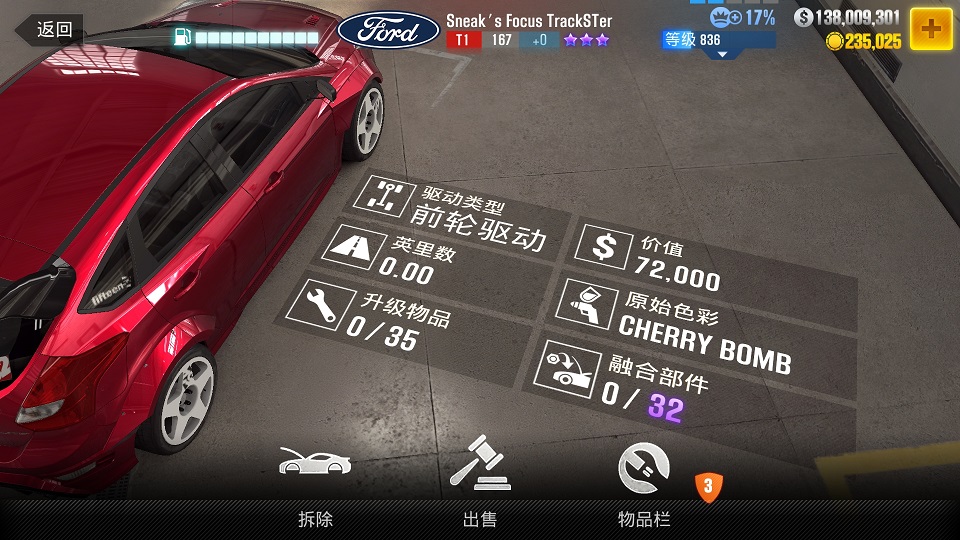 返回
Ford
Sneak's Focus TrackSTer
T1 167 +0
17%
等级 836
138,009,301
235,025
驱动类型
前轮驱动
英里数
0.00
升级物品
0/35
价值
72,000
原始色彩
CHERRY BOMB
融合部件
0/32
fifteen
拆除
出售
物品栏
3